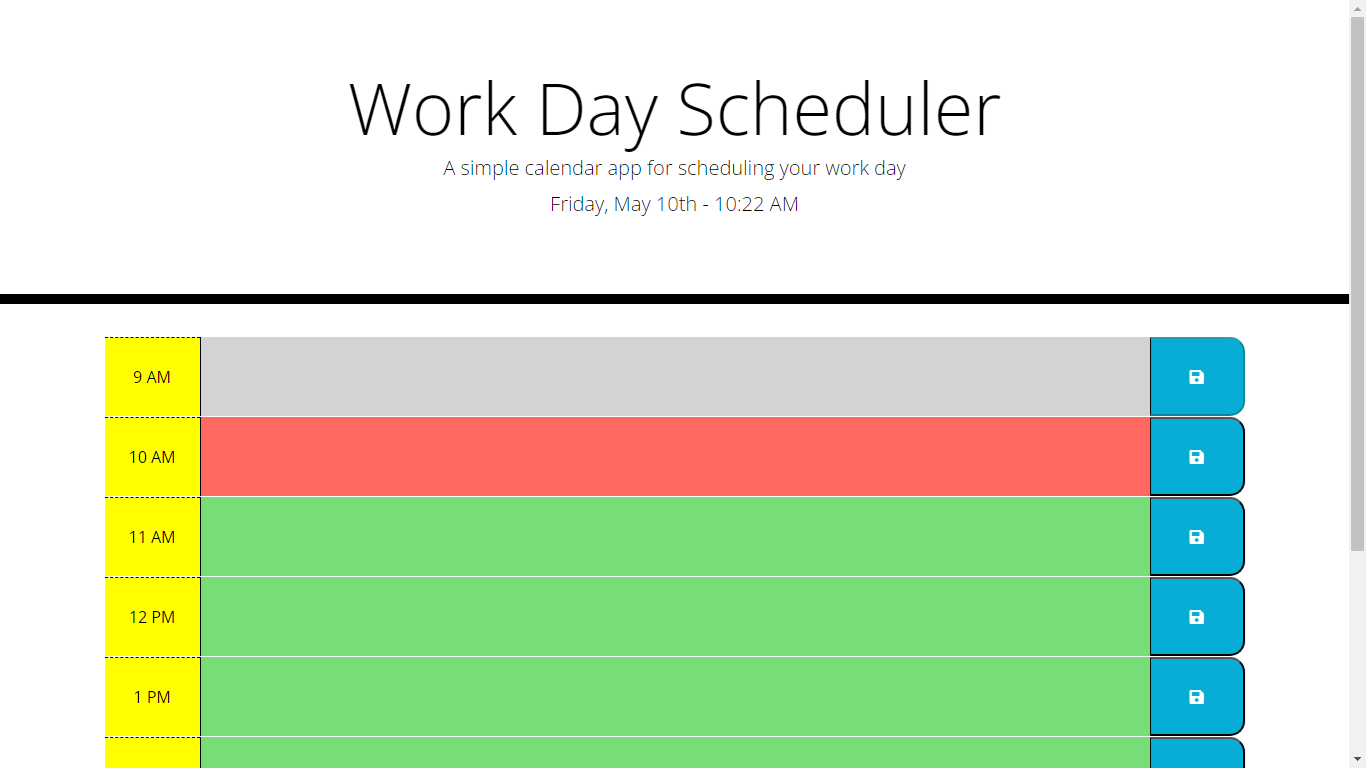 Work Day Scheduler
A simple calendar app for scheduling your work day
Friday, May 10th - 10:22 AM
9 AM
10 AM
11 AM
12 PM
1 PM